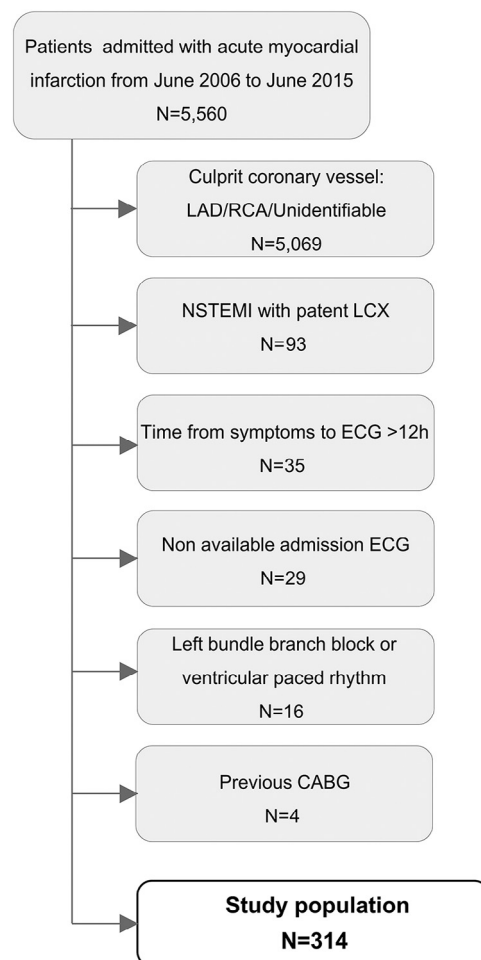 Patients admitted with acute myocardial
infarction from June 2006 to June 2015
N=5,560
Culprit coronary vessel:
LAD/RCA/Unidentifiable
N=5,069
NSTEMI with patent LCX
N=93
Time from symptoms to ECG >12h
N=35
Non available admission ECG
N=29
Left bundle branch block or
ventricular paced rhythm
N=16
Previous CABG
N=4
Study population
N=314